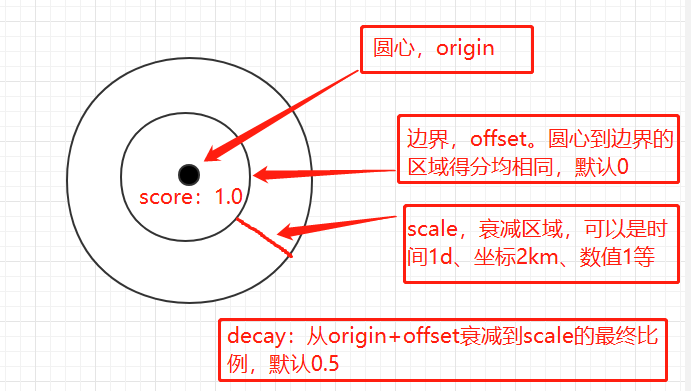 圆心，origin
边界，offset。圆心到边界的
区域得分均相同，默认0
score：1.0
scale，衰减区域，可以是时
间1d、坐标2km、数值1等
decay：从origin+offset衰减到scale的最终比
例，默认0.5